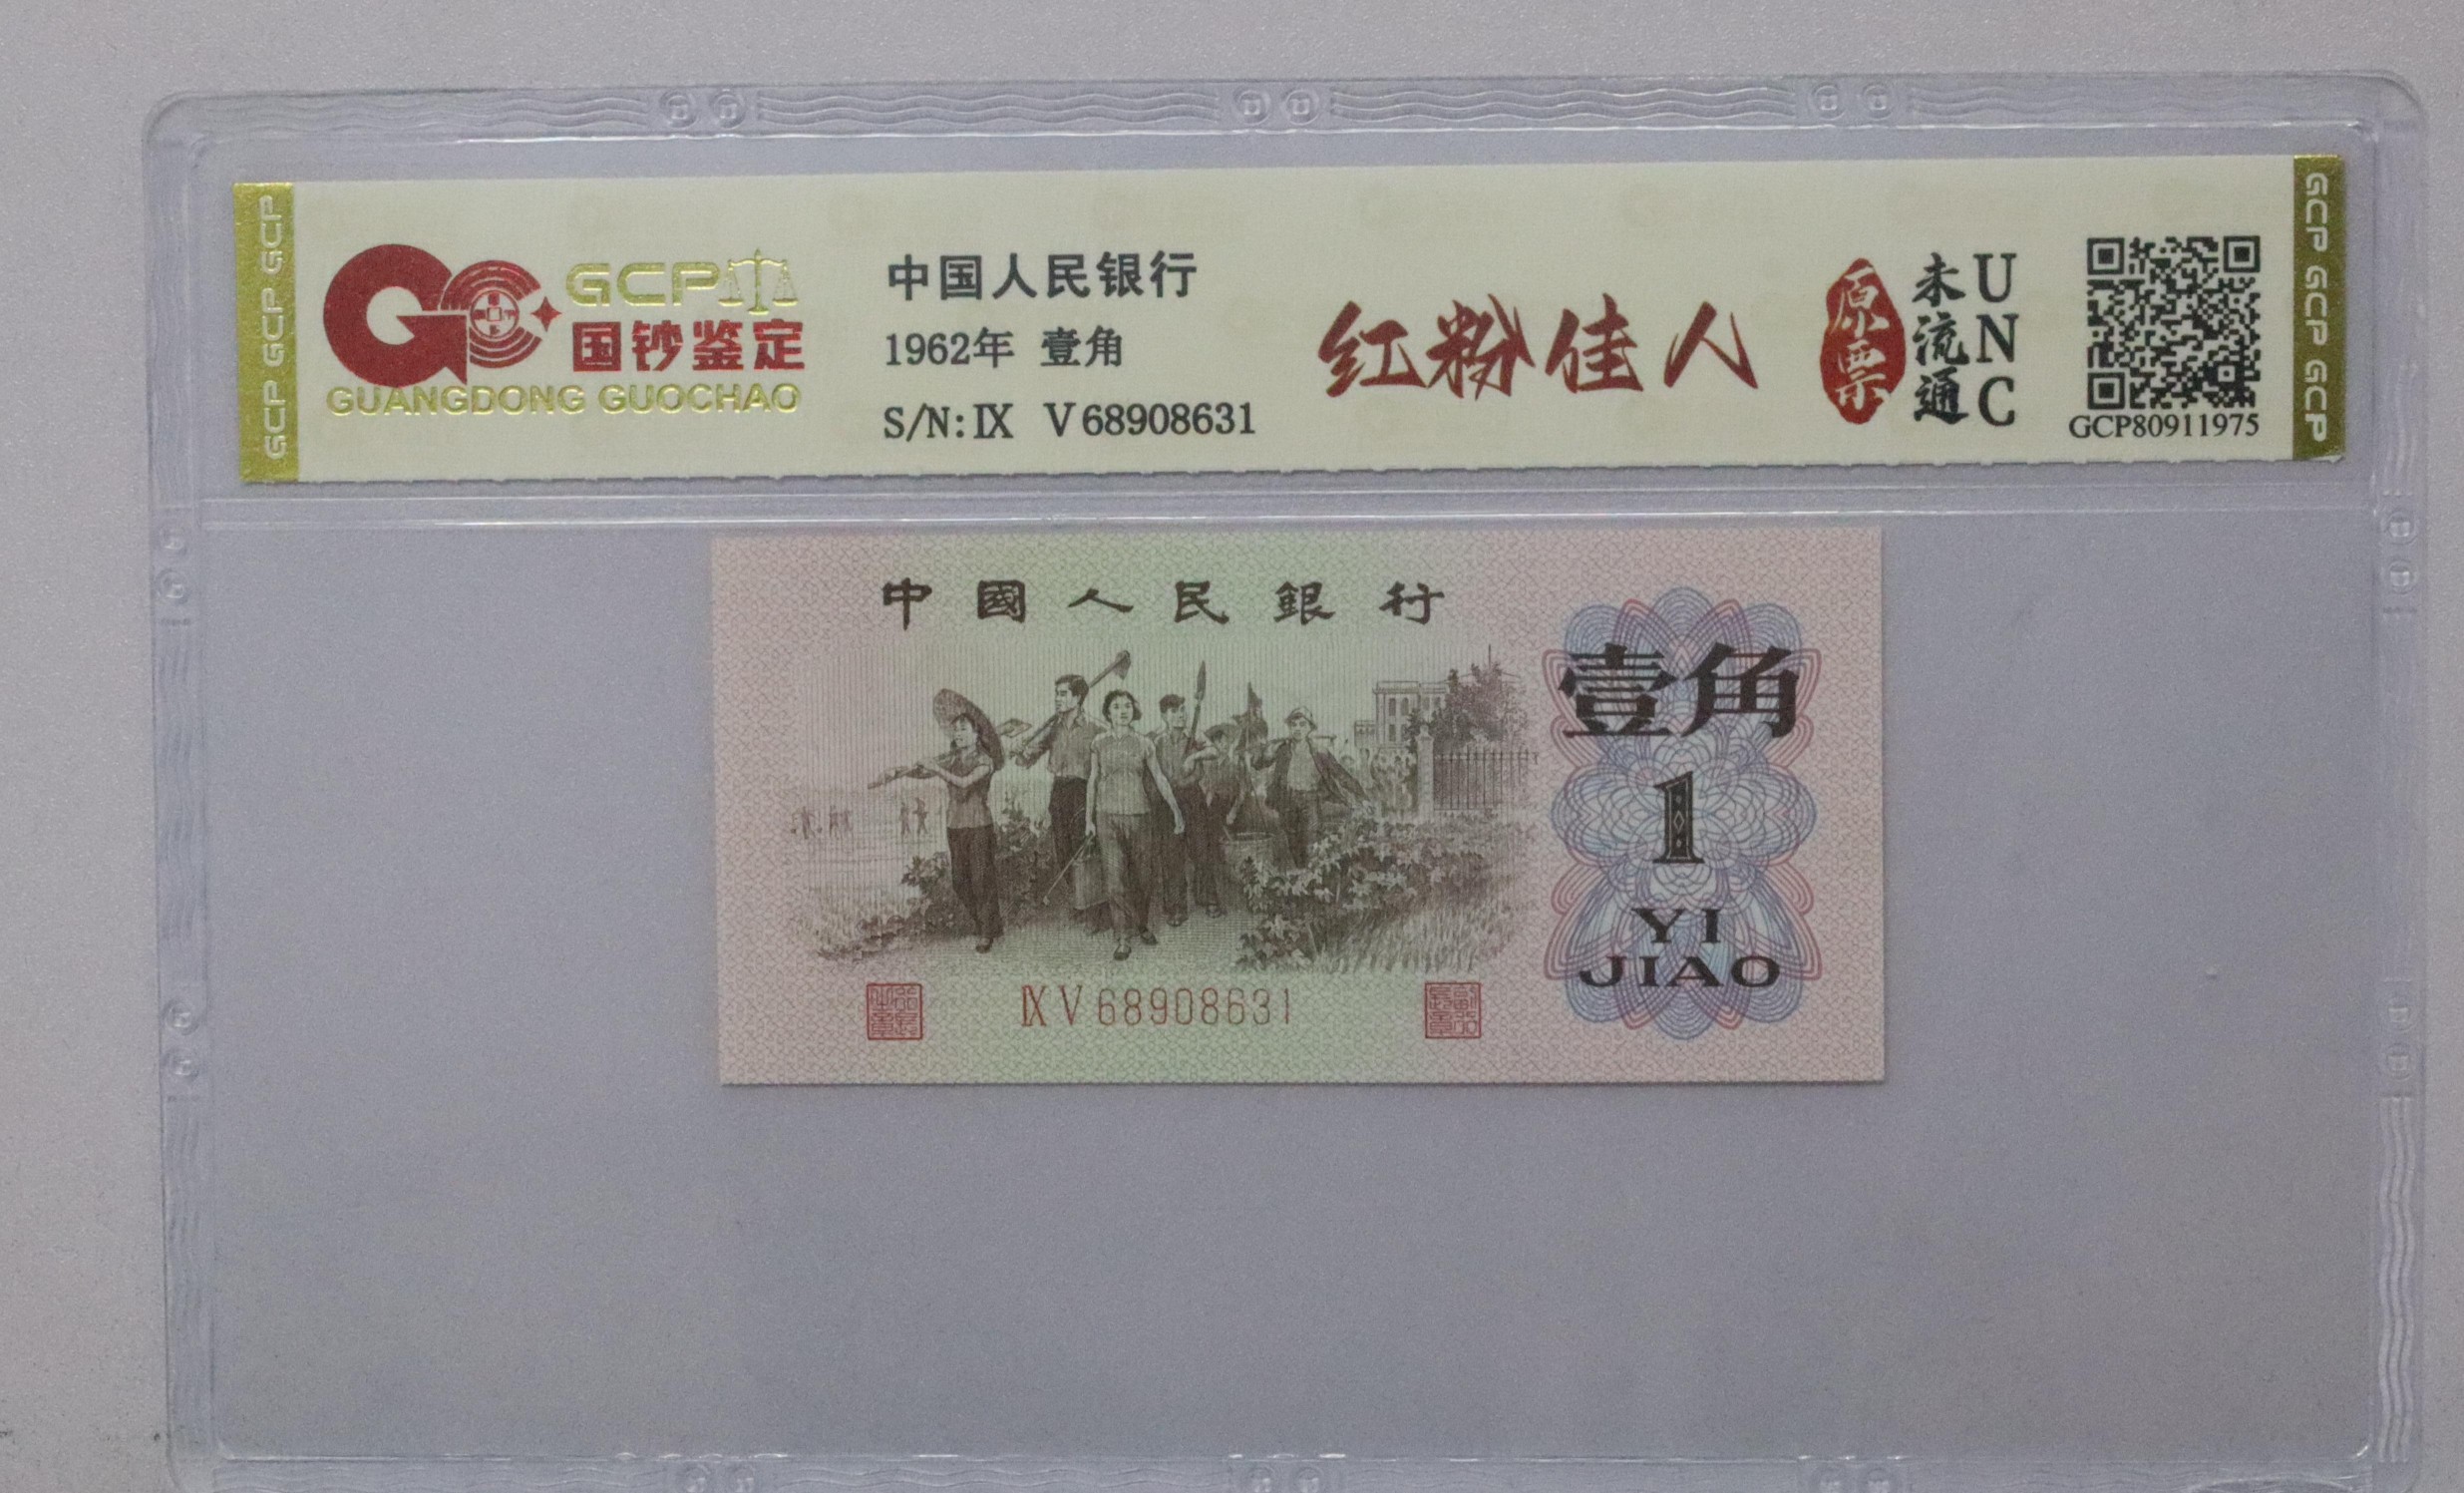 GCP GCP GCP
GCP
国钞鉴定
GUANGDONG GUOCHAO
中国人民银行
1962年 壹角
S/N: Ⅸ V 68908631
红粉佳人
原票
未流通
UNC
GCP80911975
GCP GCP GCP
中國人民銀行
壹角
1
YI
JIAO
Ⅸ V 68908631